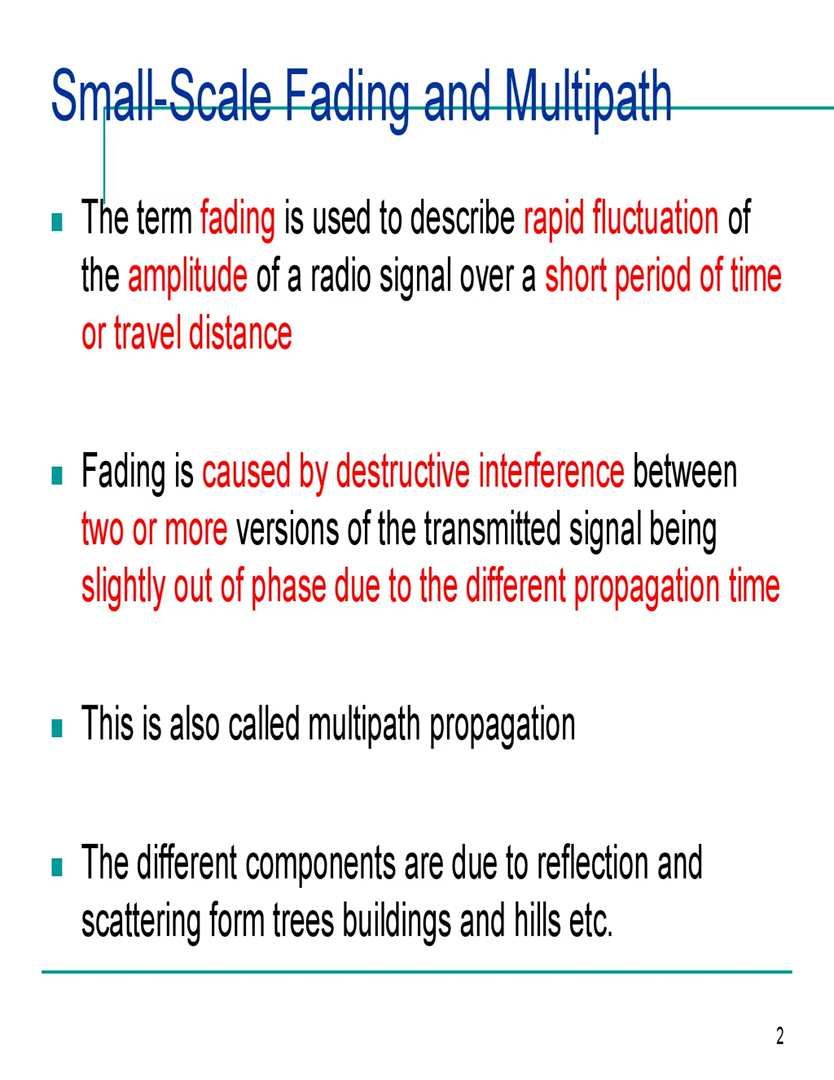 Small-Scale Fading and Multipath
The term fading is used to describe rapid fluctuation of
the amplitude of a radio signal over a short period of time
or travel distance
Fading is caused by destructive interference between
two or more versions of the transmitted signal being
slightly out of phase due to the different propagation time
This is also called multipath propagation
The different components are due to reflection and
scattering form trees buildings and hills etc.
2